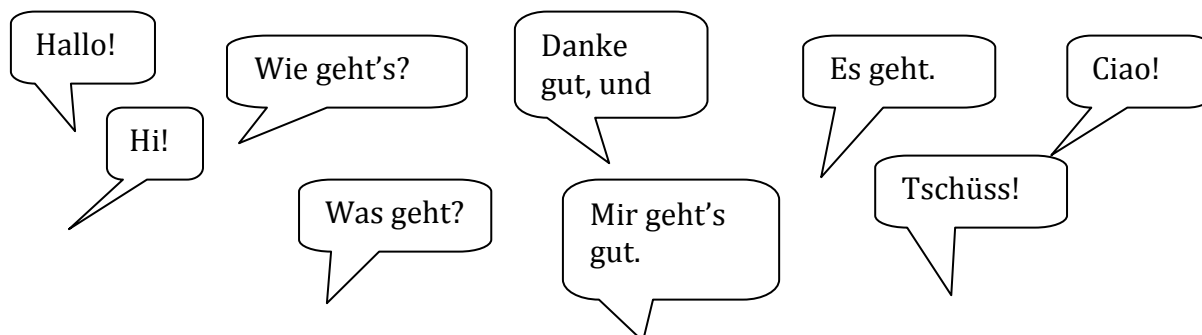 Hallo!
Hi!
Wie geht’s?
Was geht?
Danke
gut, und
Mir geht’s
gut.
Es geht.
Tschüss!
Ciao!